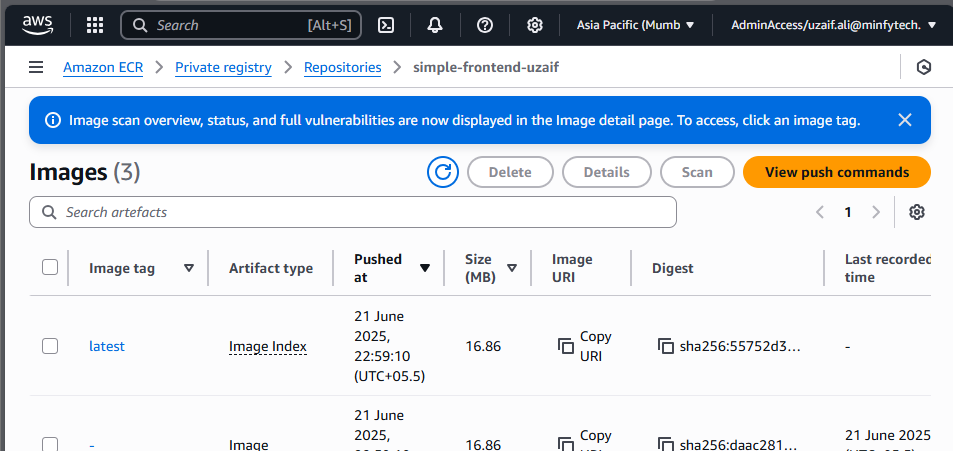 aws Search [Alt+S] Asia Pacific (Mumb AdminAccess/uzaif.ali@minfytech.
Amazon ECR Private registry Repositories simple-frontend-uzaif
Image scan overview, status, and full vulnerabilities are now displayed in the Image detail page. To access, click an image tag.
Images (3) Delete Details Scan View push commands
Search artefacts 1
Image tag Artifact type Pushed at Size (MB) Image URI Digest Last recorded time
latest Image Index 21 June 2025, 22:59:10 (UTC+05.5) 16.86 Copy URI sha256:55752d3... -
- Image 21 June 2025, 16.86 Copy sha256:daac281... 21 June 2025